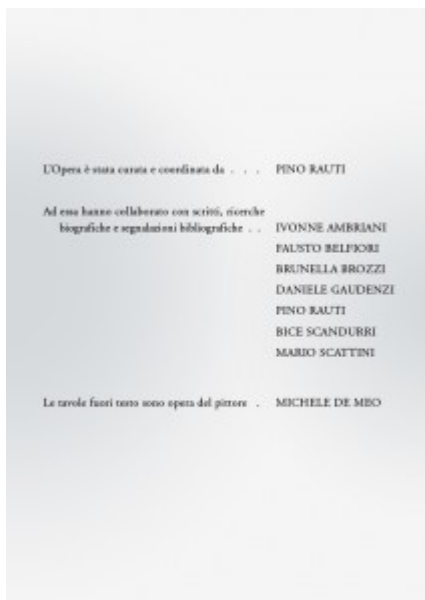 L'Opera è stata curata e coordinata da . . . PINO RAUTI
Ad essa hanno collaborato con scritti, ricerche
biografiche e segnalazioni bibliografiche . . IVONNE AMBRIANI
FAUSTO BELFIORI
BRUNELLA BROZZI
DANIELE GAUDENZI
PINO RAUTI
BICE SCANDURRI
MARIO SCATTINI
Le tavole fuori testo sono opera del pittore . MICHELE DE MEO